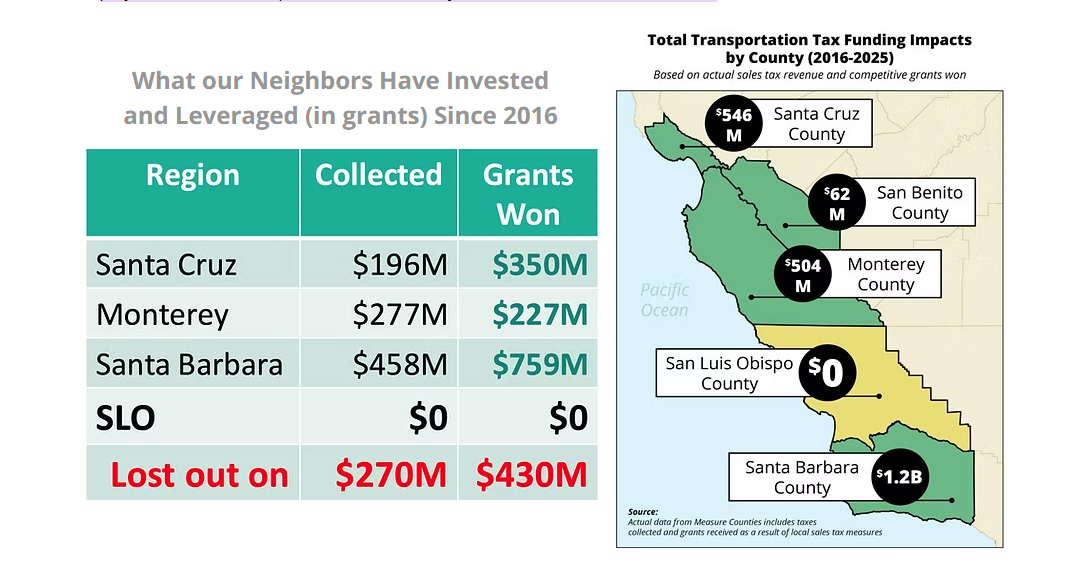 What our Neighbors Have Invested
and Leveraged (in grants) Since 2016
Region Collected Grants
Won
Santa Cruz $196M $350M
Monterey $277M $227M
Santa Barbara $458M $759M
SLO $0 $0
Lost out on $270M $430M
Total Transportation Tax Funding Impacts
by County (2016-2025)
Based on actual sales tax revenue and competitive grants won
$546
M
Santa Cruz
County
$62
M
San Benito
County
$504
M
Monterey
County
Pacific
Ocean
San Luis Obispo
County
$0
Santa Barbara
County
$1.2B
Source:
Actual data from Measure Counties includes taxes
collected and grants received as a result of local sales tax measures